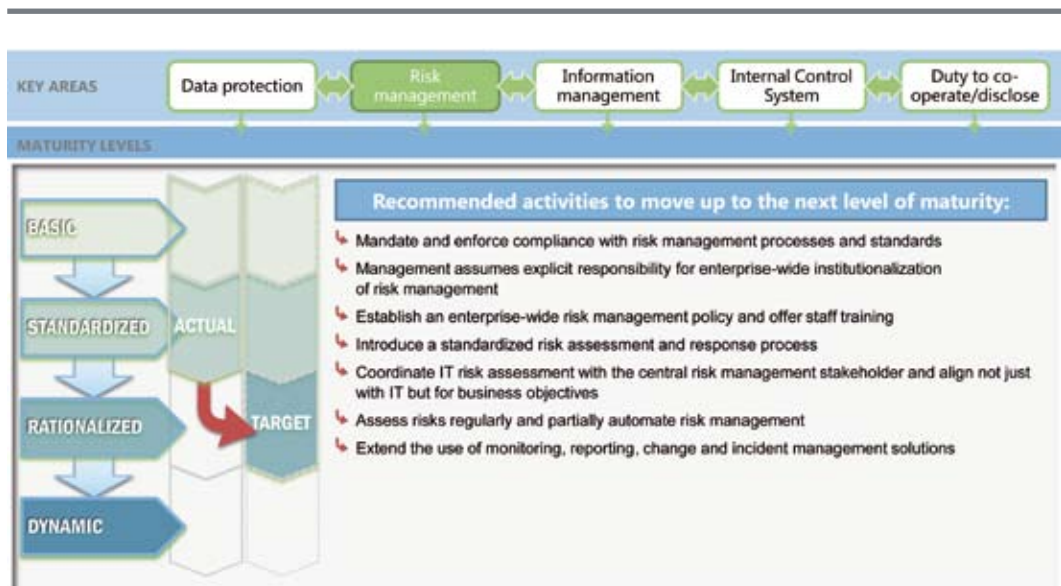 KEY AREAS
Data protection
Risk
management
Information
management
Internal Control
System
Duty to co-
operate/disclose
MATURITY LEVELS
BASIC
STANDARDIZED
RATIONALIZED
DYNAMIC
ACTUAL
TARGET
Recommended activities to move up to the next level of maturity:
Mandate and enforce compliance with risk management processes and standards
Management assumes explicit responsibility for enterprise-wide institutionalization
of risk management
Establish an enterprise-wide risk management policy and offer staff training
Introduce a standardized risk assessment and response process
Coordinate IT risk assessment with the central risk management stakeholder and align not just
with IT but for business objectives
Assess risks regularly and partially automate risk management
Extend the use of monitoring, reporting, change and incident management solutions